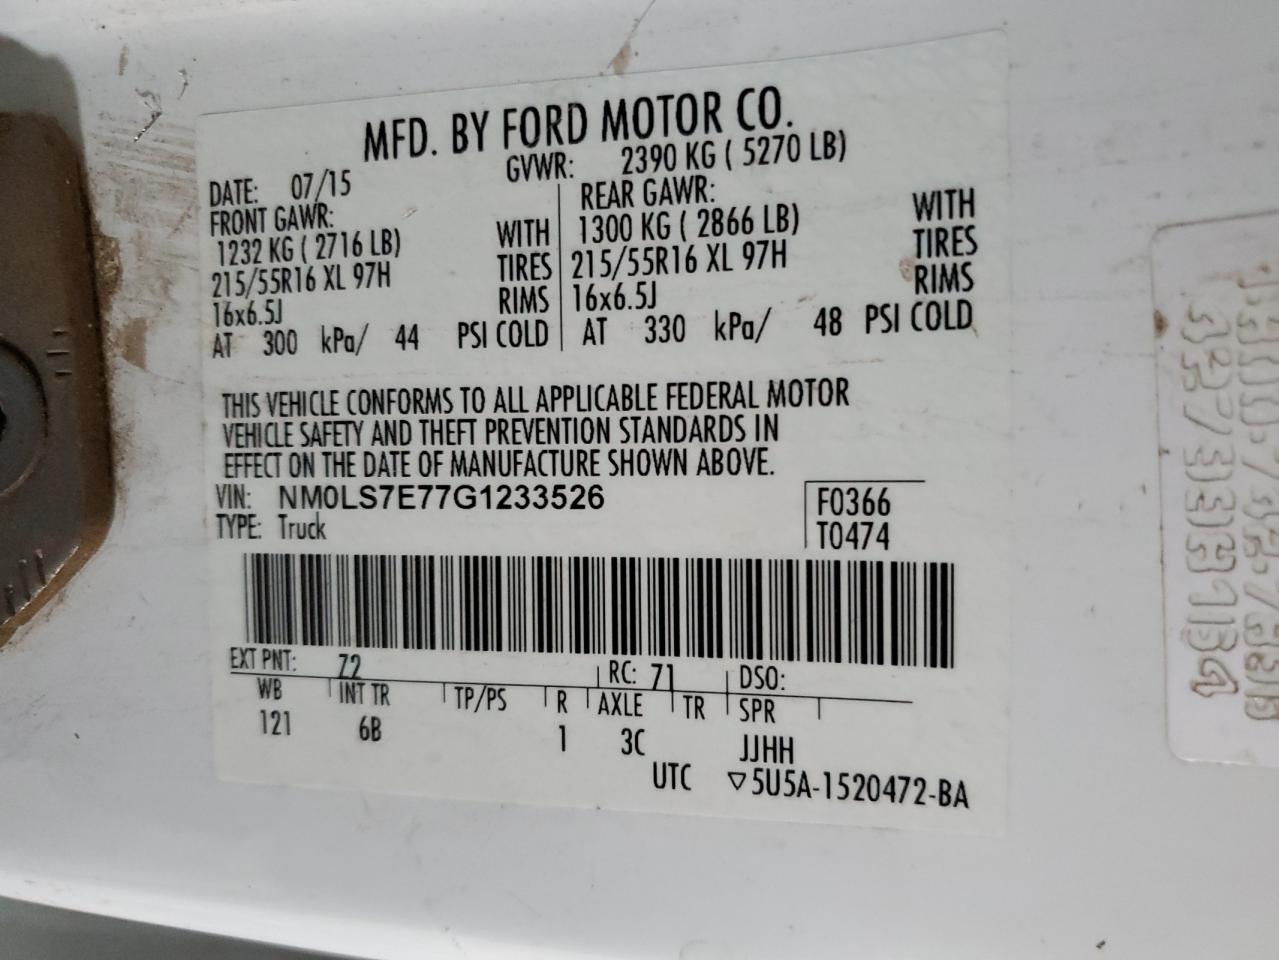 MFD. BY FORD MOTOR CO.
DATE: 07/15 GVWR: 2390 KG ( 5270 LB)
FRONT GAWR: REAR GAWR:
1232 KG ( 2716 LB) WITH 1300 KG ( 2866 LB) WITH
215/55R16 XL 97H TIRES 215/55R16 XL 97H TIRES
16x6.5J RIMS 16x6.5J RIMS
AT 300 kPa/ 44 PSI COLD AT 330 kPa/ 48 PSI COLD
THIS VEHICLE CONFORMS TO ALL APPLICABLE FEDERAL MOTOR
VEHICLE SAFETY AND THEFT PREVENTION STANDARDS IN
EFFECT ON THE DATE OF MANUFACTURE SHOWN ABOVE.
VIN: NM0LS7E77G1233526 F0366
TYPE: Truck T0474
EXT PNT: Z2 RC: 71 DSO:
WB INT TR TP/PS R AXLE TR SPR
121 6B 1 3C JJHH
UTC ▽5U5A-1520472-BA